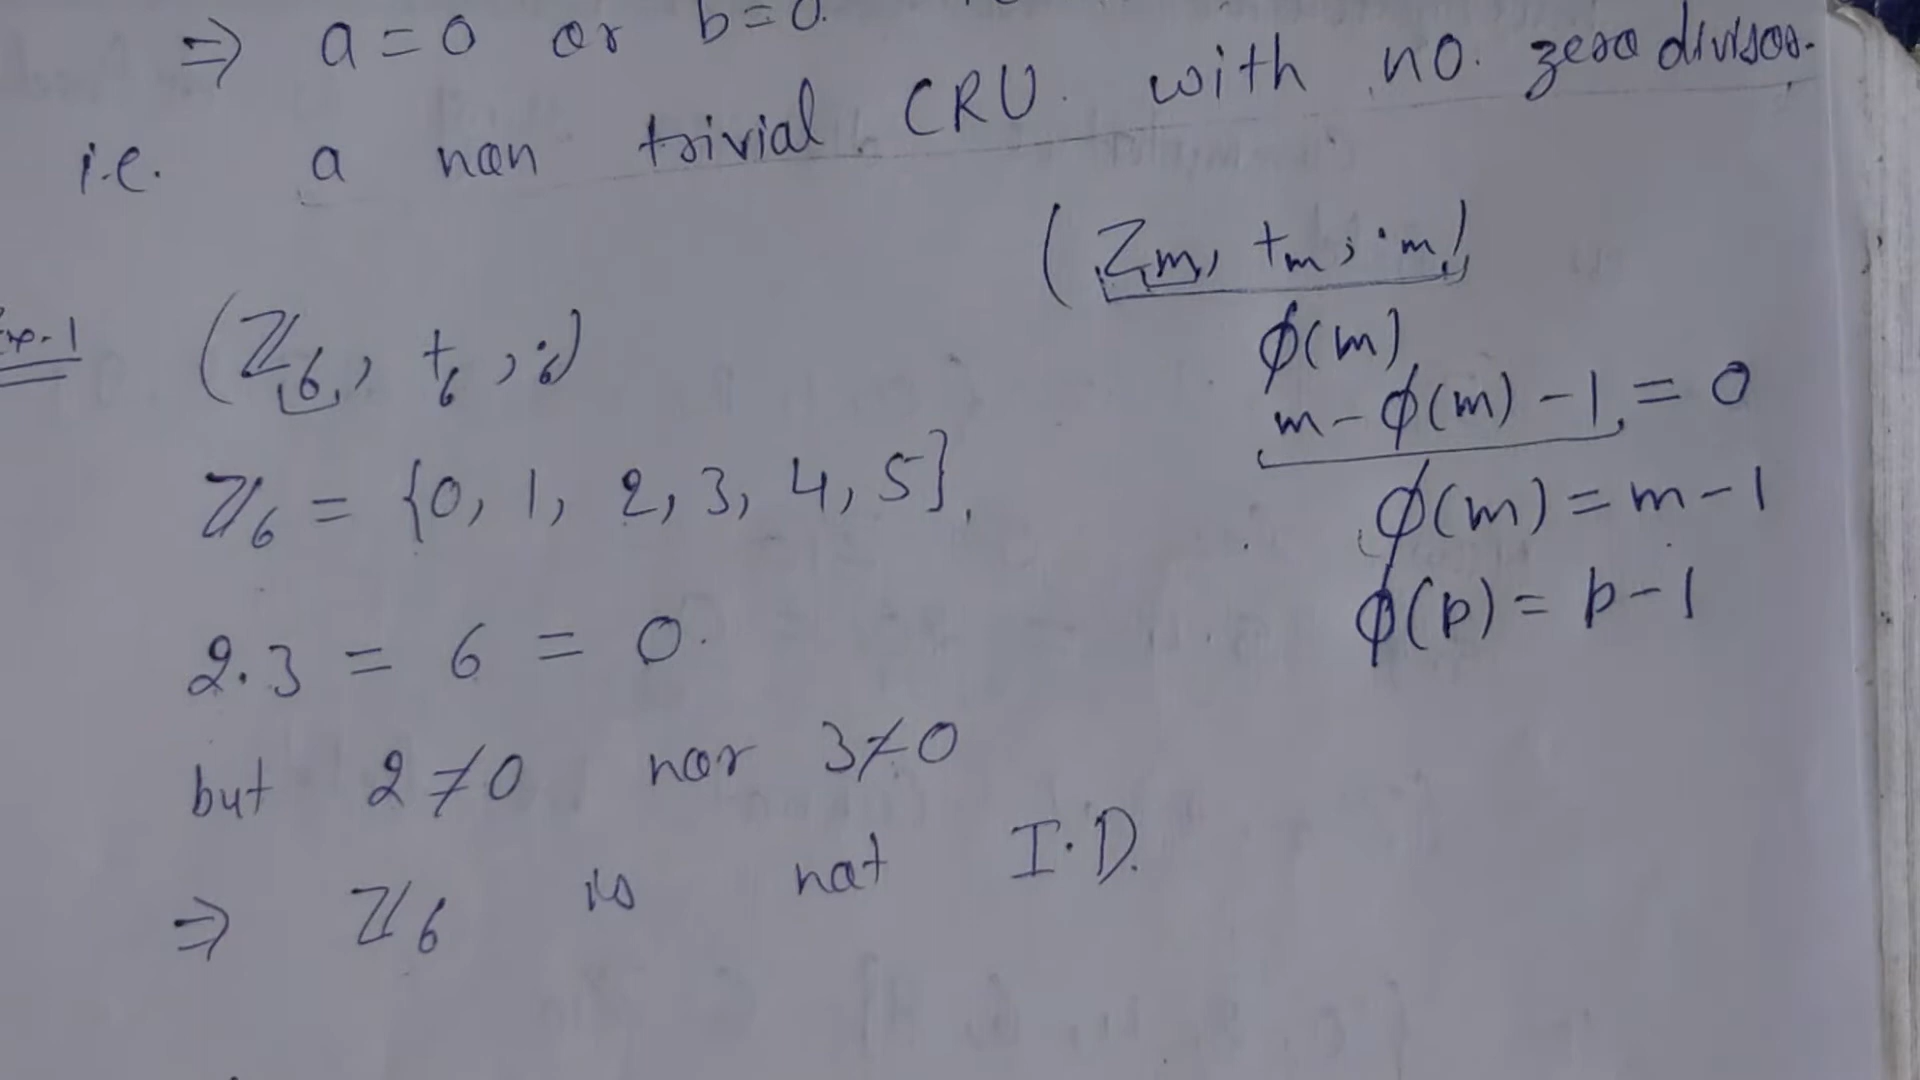 ⇒ a = 0 or b = 0.
i.e. a non trivial CRU. with no. zero divisor.
(Zm, +m, ·m)
φ(m)
m - φ(m) - 1 = 0
φ(m) = m - 1
φ(p) = p - 1
Exp. 1 (ℤ6, +6, ·6)
ℤ6 = {0, 1, 2, 3, 4, 5}.
2.3 = 6 = 0.
but 2 ≠ 0 nor 3 ≠ 0
⇒ ℤ6 is not I.D.